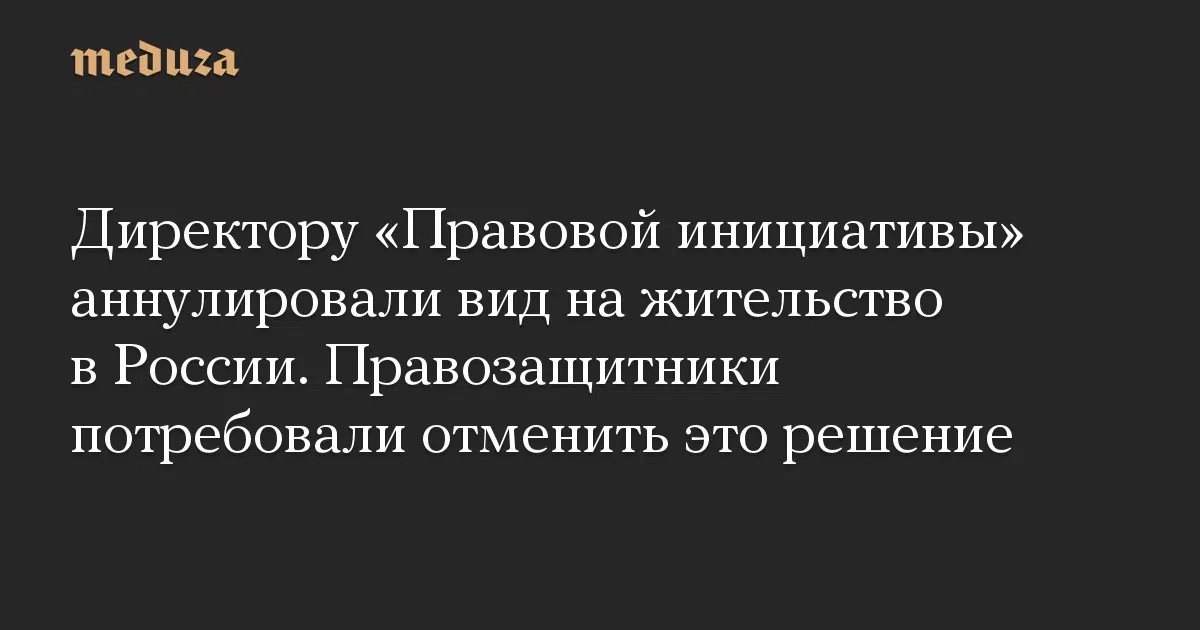 meduza
Директору «Правовой инициативы»
аннулировали вид на жительство
в России. Правозащитники
потребовали отменить это решение